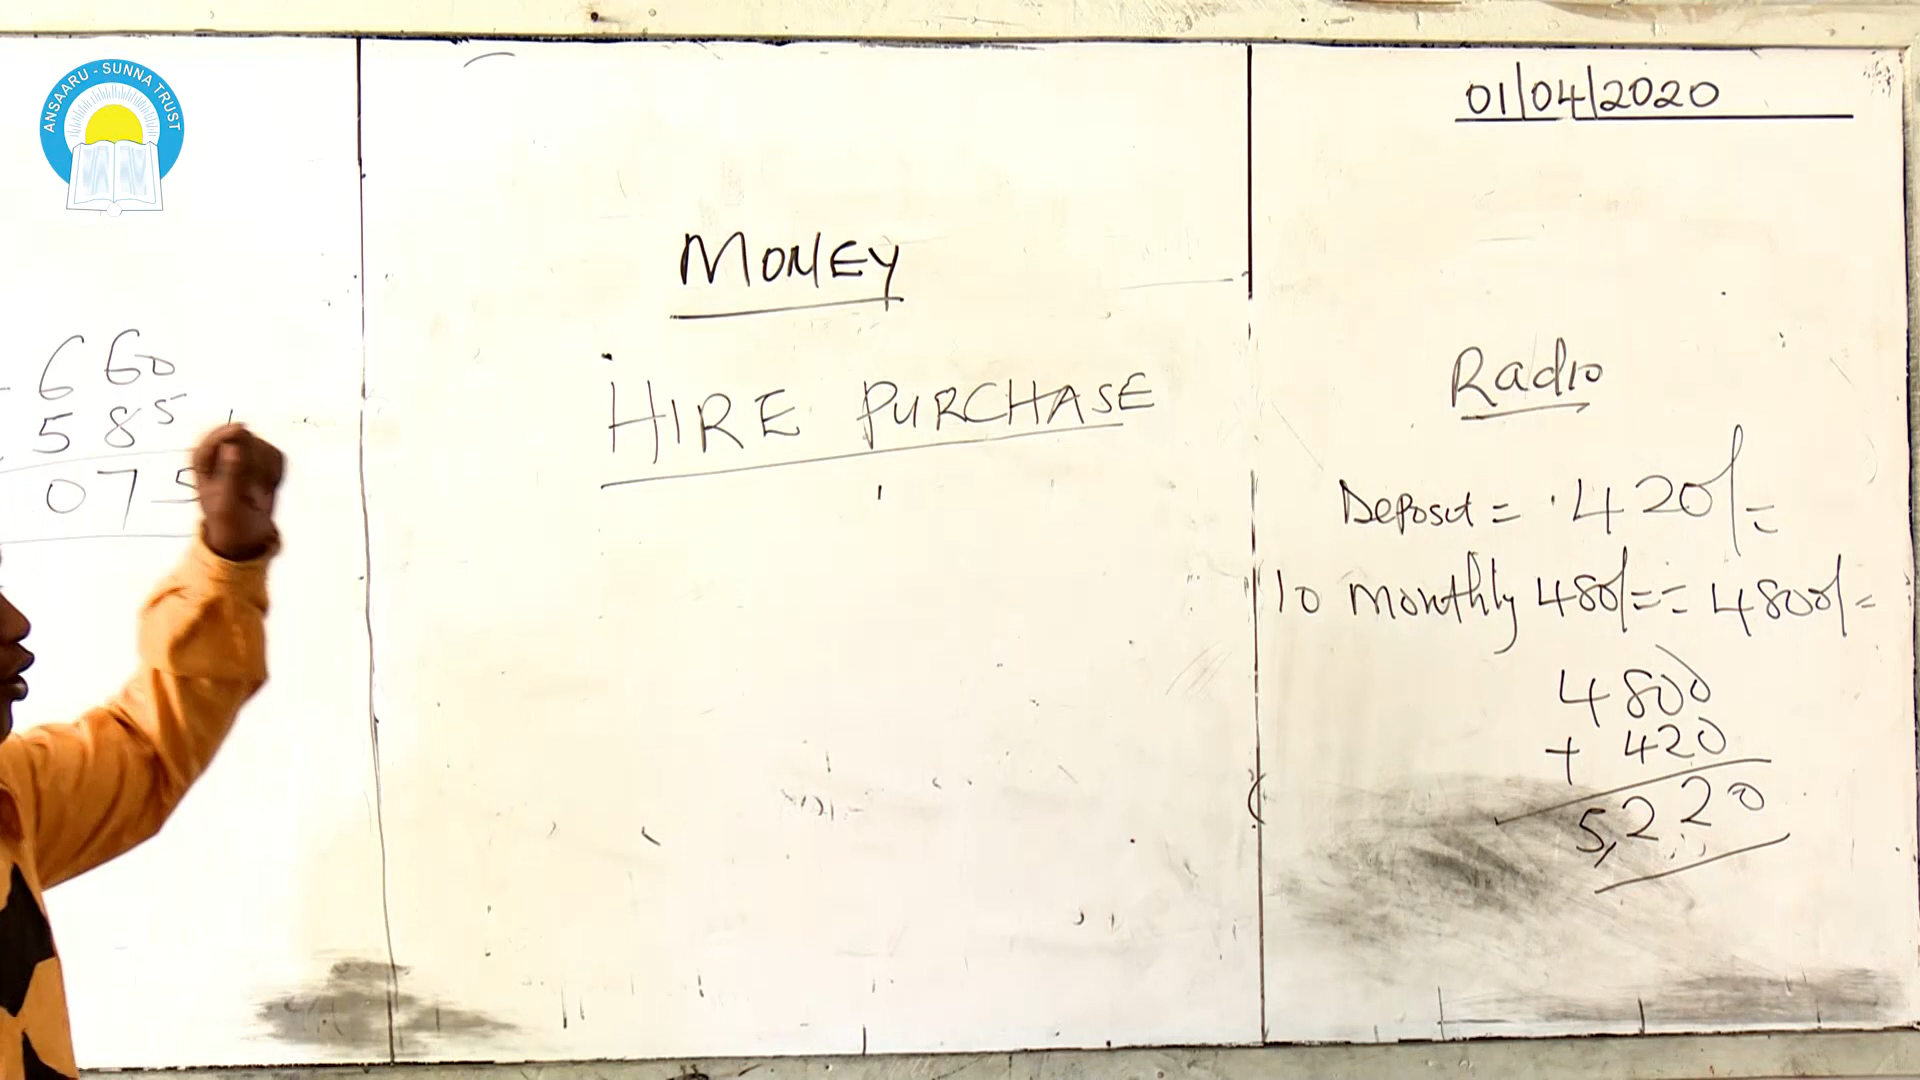 ANSAARU - SUNNA TRUST
01/04/2020
MONEY
HIRE PURCHASE
- 660
585
075
Radio
Deposit = 420/=
10 monthly 480/= = 4800/=
4800
+ 420
5,220